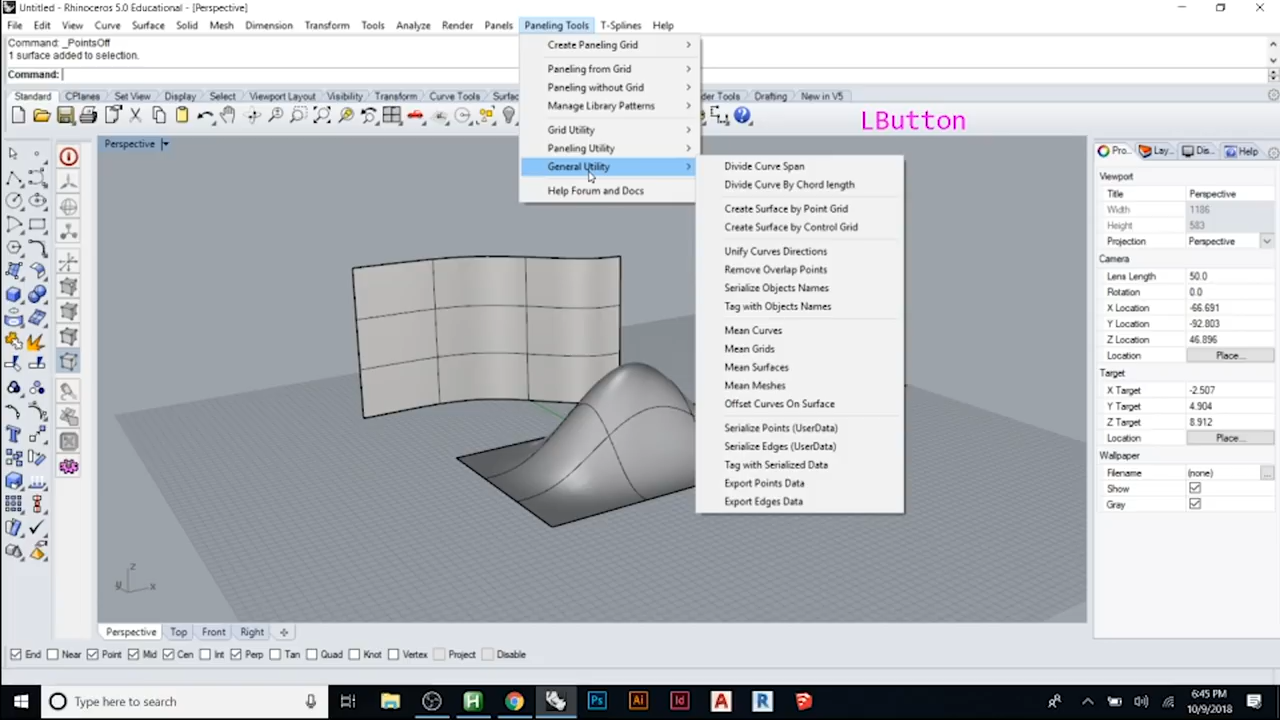 Untitled - Rhinoceros 5.0 Educational - [Perspective]
File Edit View Curve Surface Solid Mesh Dimension Transform Tools Analyze Render Panels Paneling Tools T-Splines Help
Command: _PointsOff
1 surface added to selection.
Command:
Standard CPlanes Set View Display Select Viewport Layout Visibility Transform Curve Tools Surfac der Tools Drafting New in V5
Create Paneling Grid
Paneling from Grid
Paneling without Grid
Manage Library Patterns
Grid Utility
Paneling Utility
General Utility
Help Forum and Docs
Divide Curve Span
Divide Curve By Chord length
Create Surface by Point Grid
Create Surface by Control Grid
Unify Curves Directions
Remove Overlap Points
Serialize Objects Names
Tag with Objects Names
Mean Curves
Mean Grids
Mean Surfaces
Mean Meshes
Offset Curves On Surface
Serialize Points (UserData)
Serialize Edges (UserData)
Tag with Serialized Data
Export Points Data
Export Edges Data
LButton
Perspective
Pro... Lay... Dis... Help
Viewport
Title Perspective
Width 1186
Height 583
Projection Perspective
Camera
Lens Length 50.0
Rotation 0.0
X Location -66.691
Y Location -92.803
Z Location 46.896
Location Place...
Target
X Target -2.507
Y Target 4.904
Z Target 8.912
Location Place...
Wallpaper
Filename (none) ...
Show
Gray
z
y x
Perspective Top Front Right
End Near Point Mid Cen Int Perp Tan Quad Knot Vertex Project Disable
Type here to search
Ps Ai Id A R
6:45 PM
10/9/2018